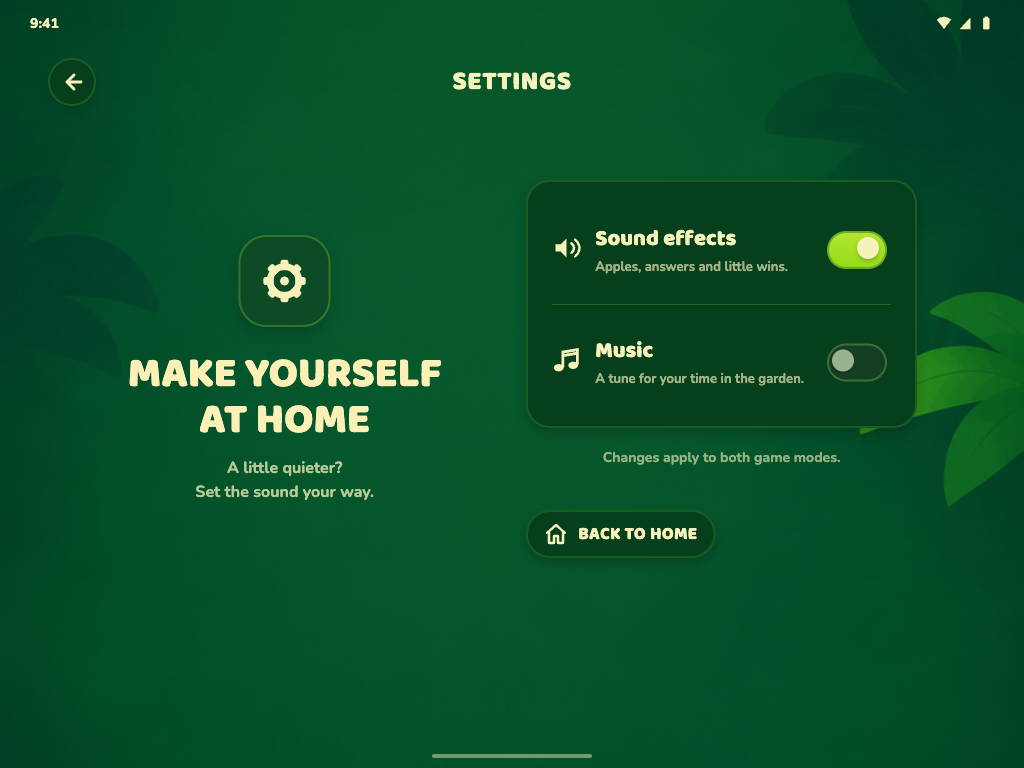 9:41
SETTINGS
MAKE YOURSELF
AT HOME
A little quieter?
Set the sound your way.
Sound effects
Apples, answers and little wins.
Music
A tune for your time in the garden.
Changes apply to both game modes.
BACK TO HOME